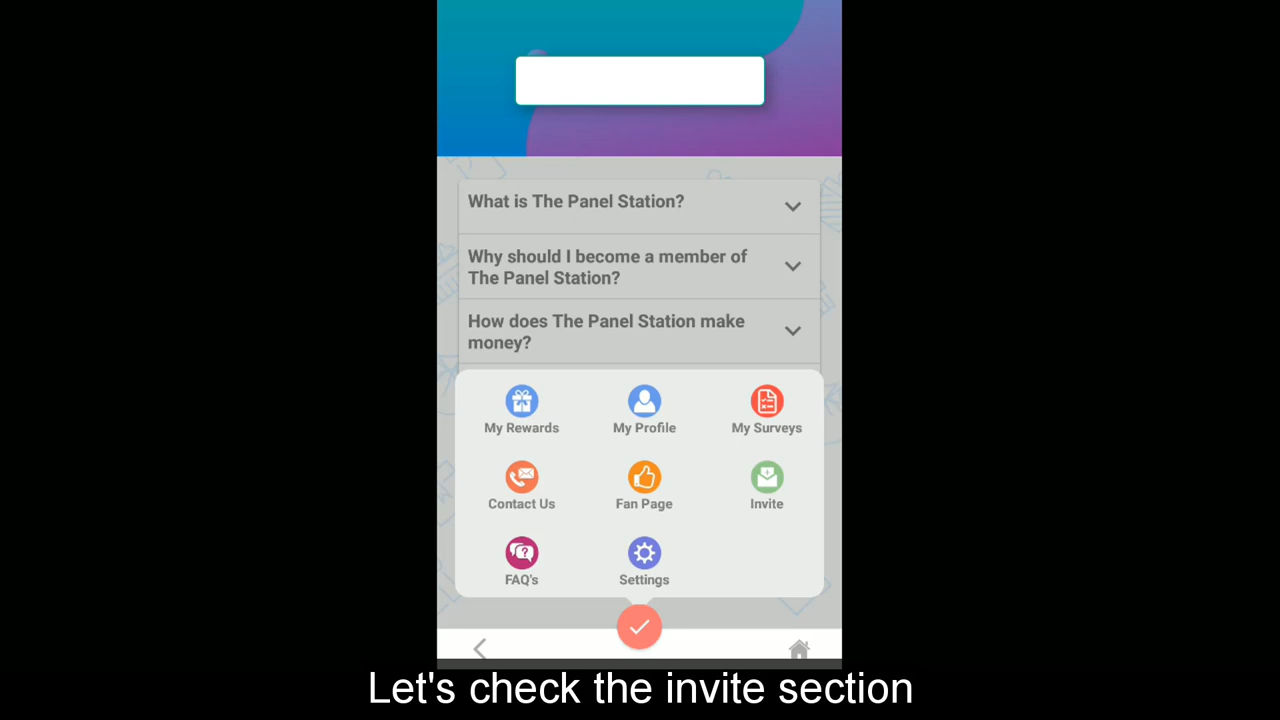 What is The Panel Station?
Why should I become a member of
The Panel Station?
How does The Panel Station make
money?
My Rewards
My Profile
My Surveys
Contact Us
Fan Page
Invite
FAQ's
Settings
Let's check the invite section